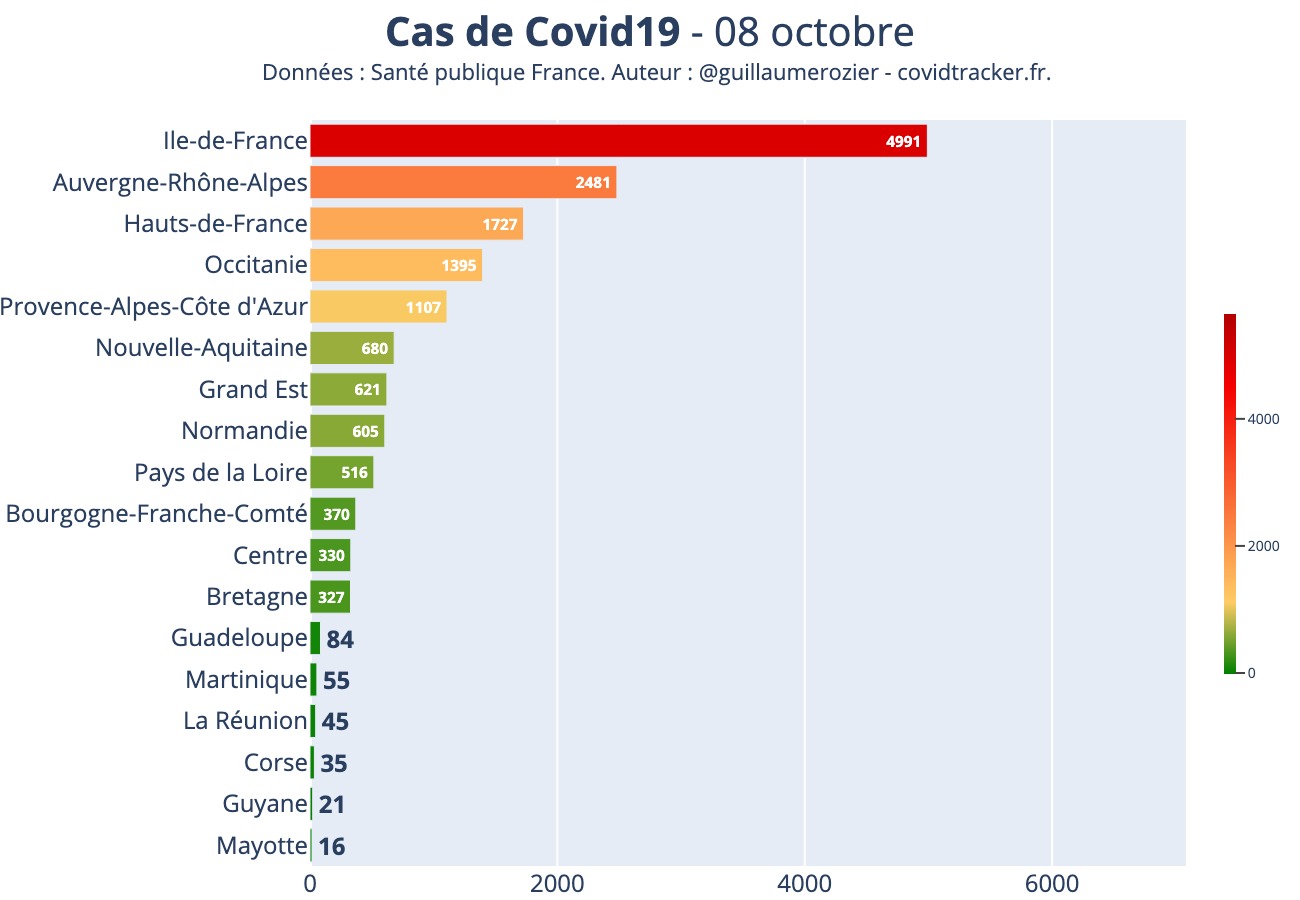 Cas de Covid19 - 08 octobre
Données : Santé publique France. Auteur : @guillaumerozier - covidtracker.fr.
Ile-de-France 4991
Auvergne-Rhône-Alpes 2481
Hauts-de-France 1727
Occitanie 1395
Provence-Alpes-Côte d'Azur 1107
Nouvelle-Aquitaine 680
Grand Est 621
Normandie 605
Pays de la Loire 516
Bourgogne-Franche-Comté 370
Centre 330
Bretagne 327
Guadeloupe 84
Martinique 55
La Réunion 45
Corse 35
Guyane 21
Mayotte 16
0 2000 4000 6000
4000
2000
0